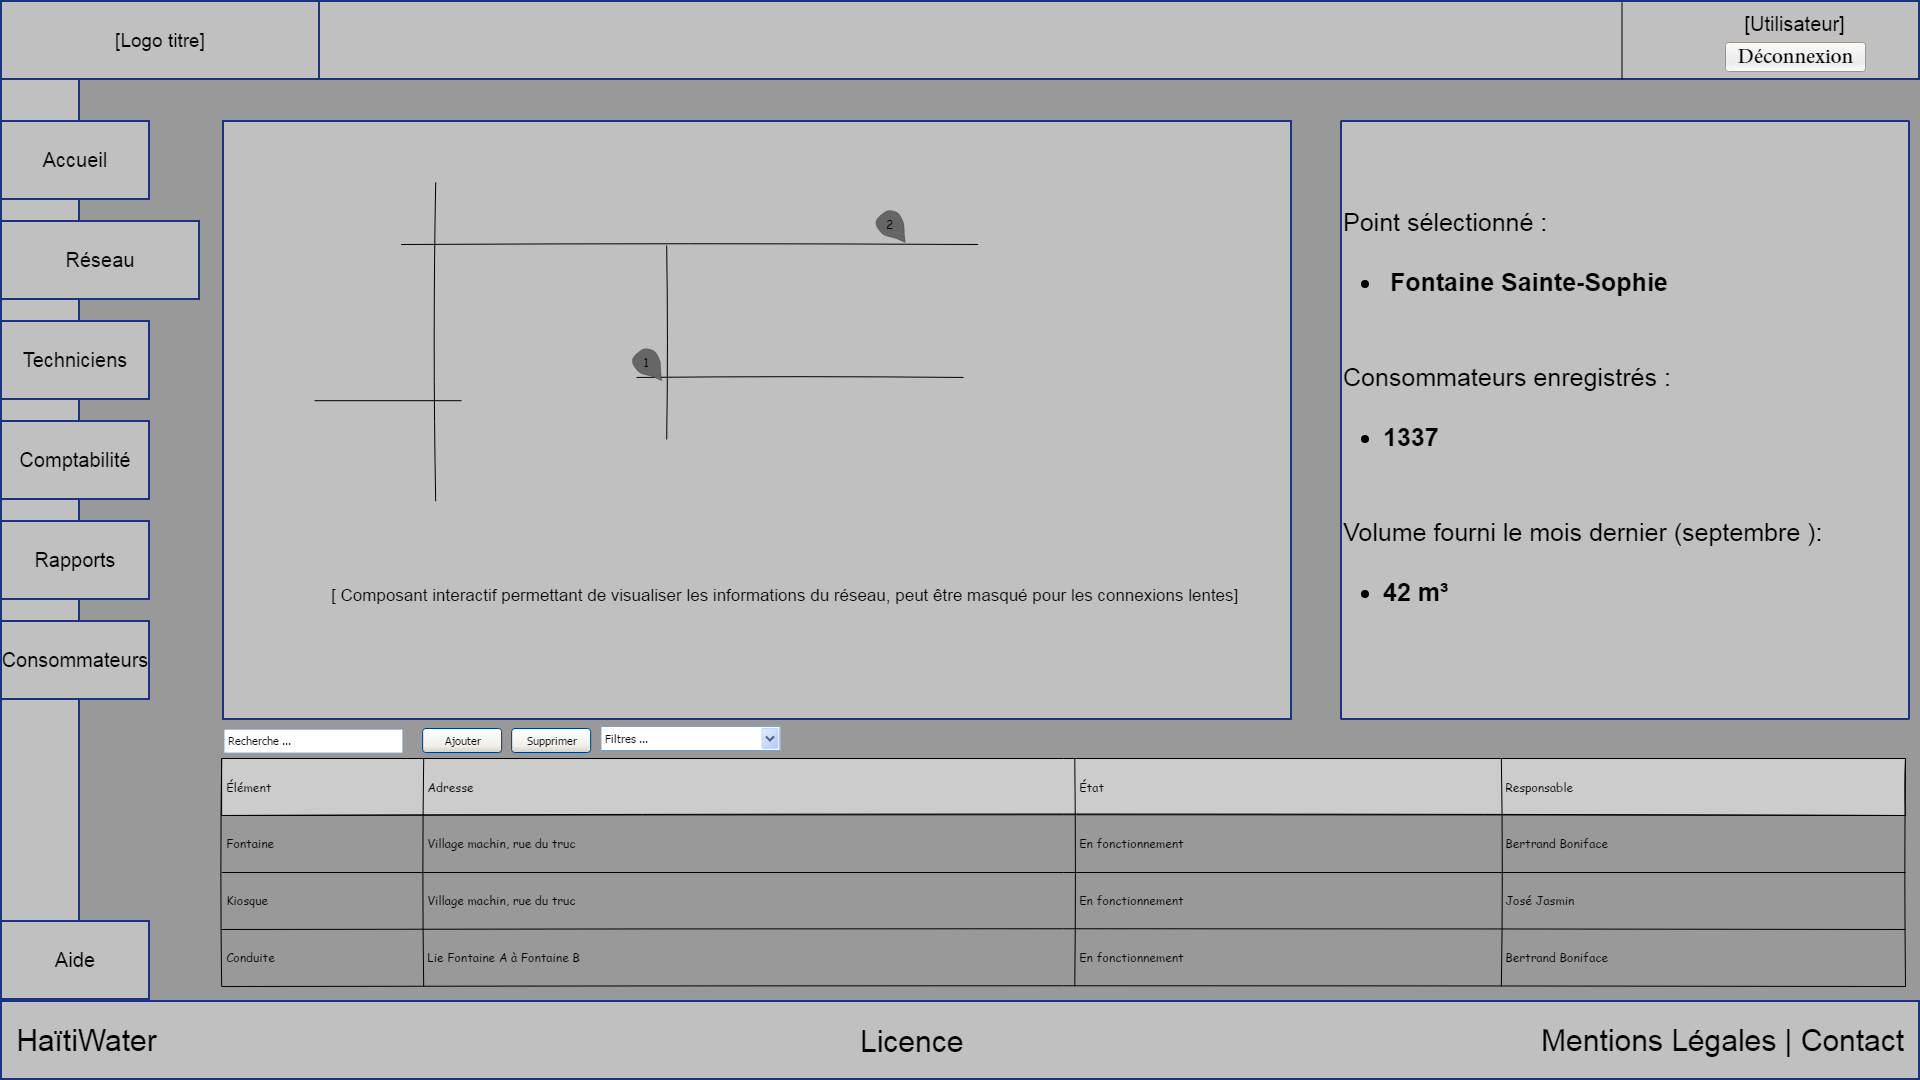 [Logo titre]
[Utilisateur]
Déconnexion
Accueil
Réseau
Techniciens
Comptabilité
Rapports
Consommateurs
Aide
2
1
[ Composant interactif permettant de visualiser les informations du réseau, peut être masqué pour les connexions lentes]
Point sélectionné :
• Fontaine Sainte-Sophie
Consommateurs enregistrés :
• 1337
Volume fourni le mois dernier (septembre ):
• 42 m³
Recherche ... Ajouter Supprimer Filtres ...
Élément Adresse État Responsable
Fontaine Village machin, rue du truc En fonctionnement Bertrand Boniface
Kiosque Village machin, rue du truc En fonctionnement José Jasmin
Conduite Lie Fontaine A à Fontaine B En fonctionnement Bertrand Boniface
HaïtiWater Licence Mentions Légales | Contact